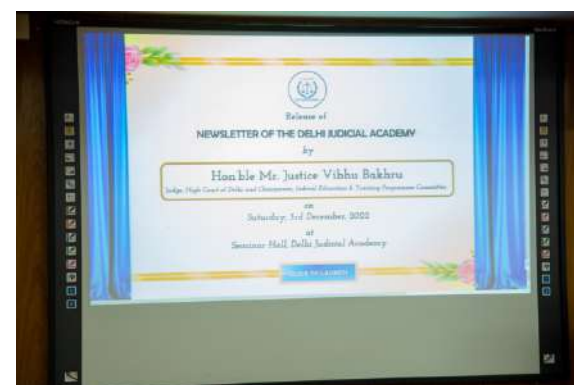 Release of
NEWSLETTER OF THE DELHI JUDICIAL ACADEMY
by
Hon'ble Mr. Justice Vibhu Bakhru
Judge, High Court of Delhi and Chairperson, Judicial Education & Training Programme Committee
on
Saturday, 3rd December, 2022
at
Seminar Hall, Delhi Judicial Academy
CLICK TO LAUNCH